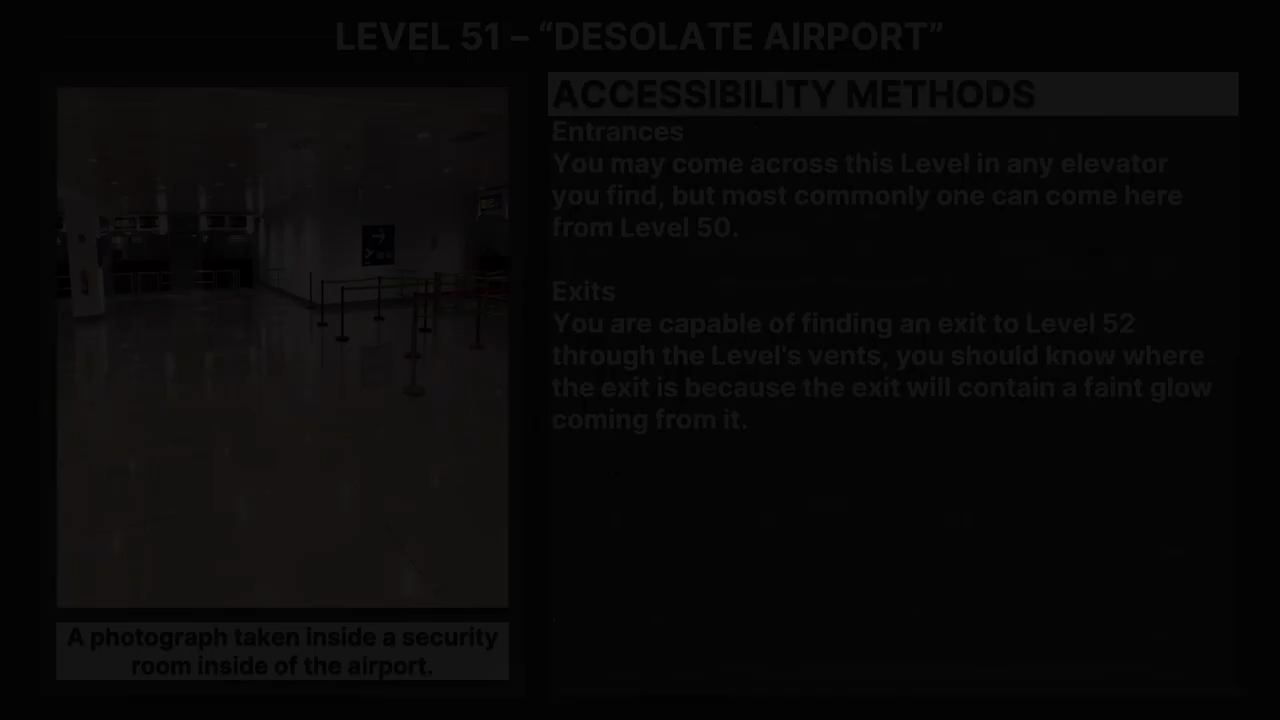 LEVEL 51 – “DESOLATE AIRPORT”
ACCESSIBILITY METHODS
Entrances
You may come across this Level in any elevator
you find, but most commonly one can come here
from Level 50.
Exits
You are capable of finding an exit to Level 52
through the Level's vents, you should know where
the exit is because the exit will contain a faint glow
coming from it.
A photograph taken inside a security
room inside of the airport.